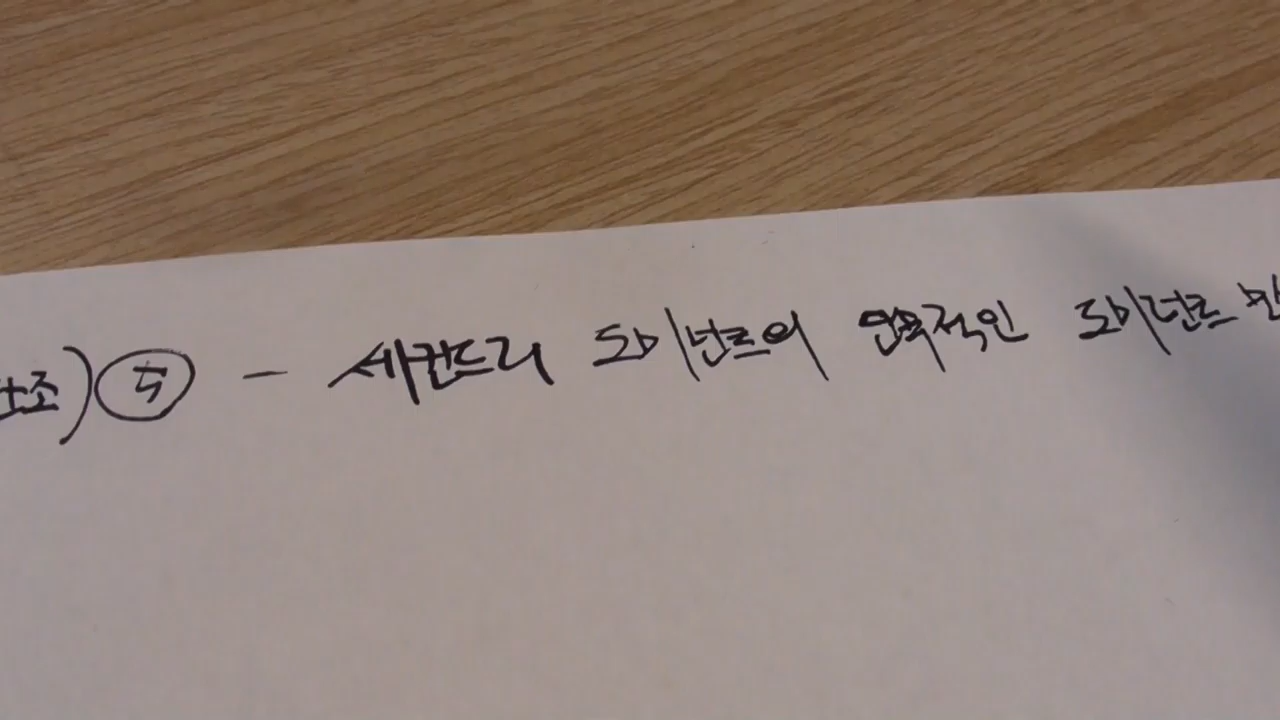 단조) ⑤ - 세컨드리 도미넌트의 연속적인 도미넌트